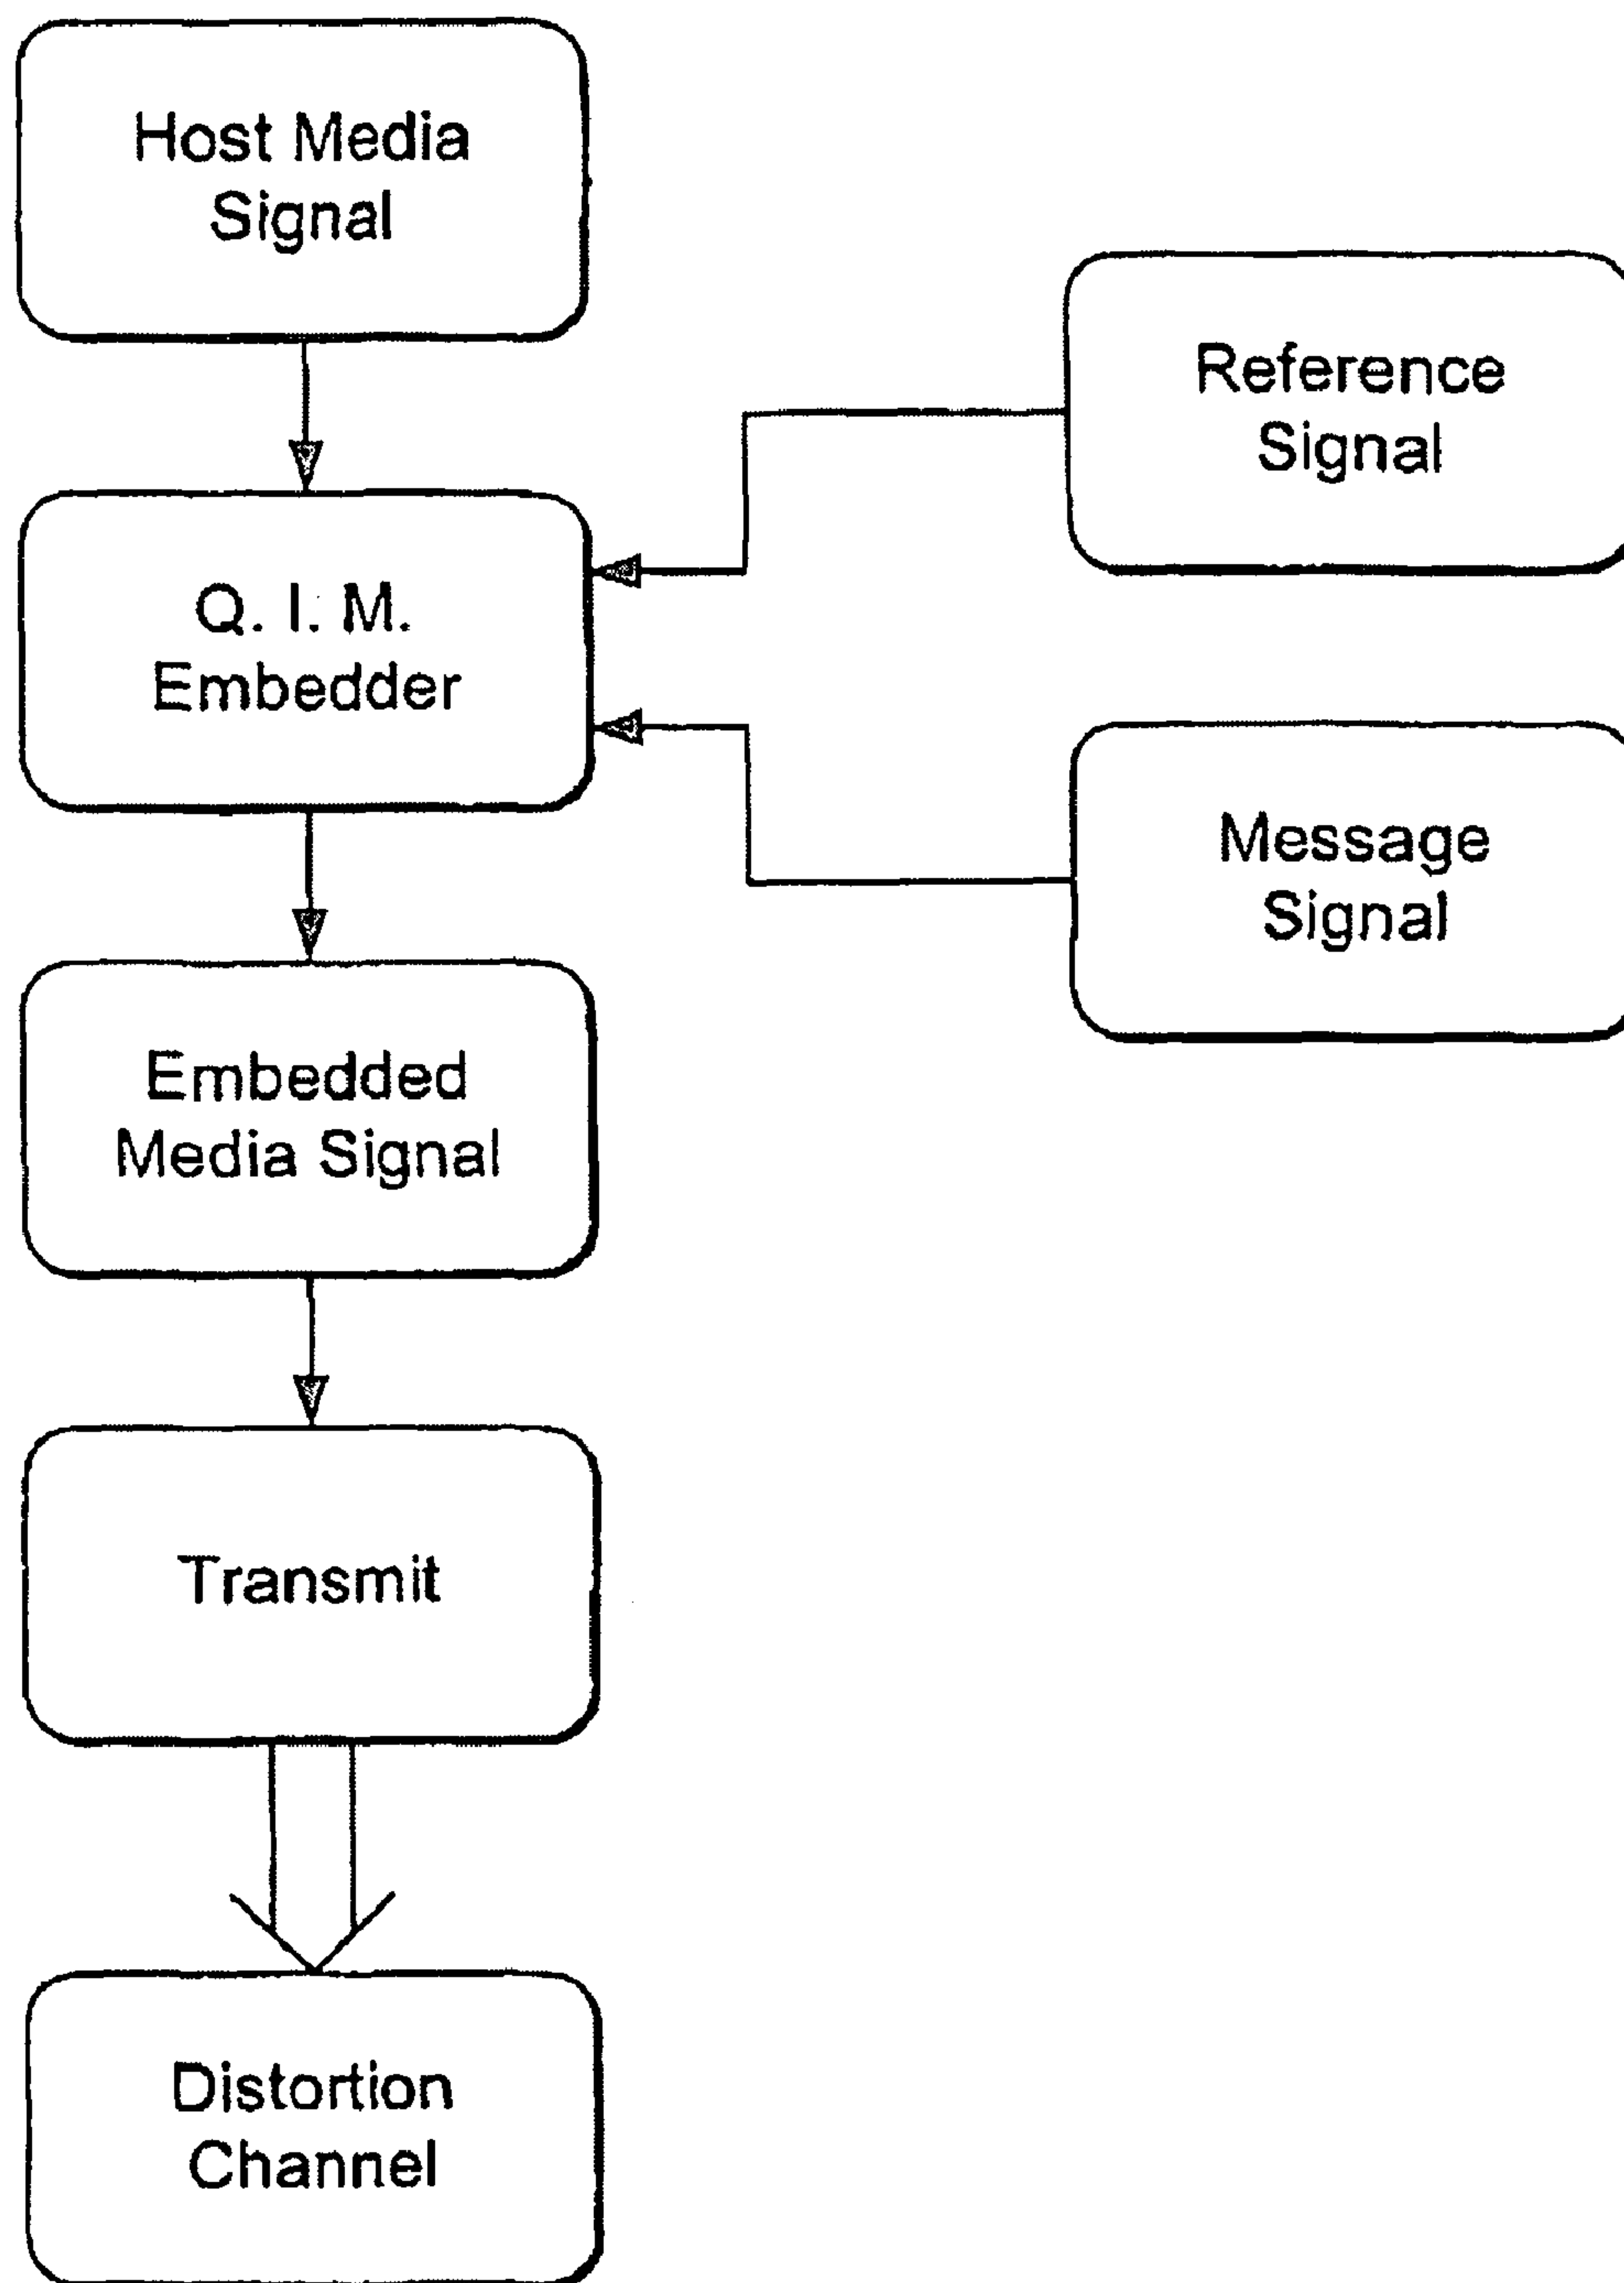 Host Media
Signal
Reference
Signal
Q. I. M.
Embedder
Message
Signal
Embedded
Media Signal
Transmit
Distortion
Channel